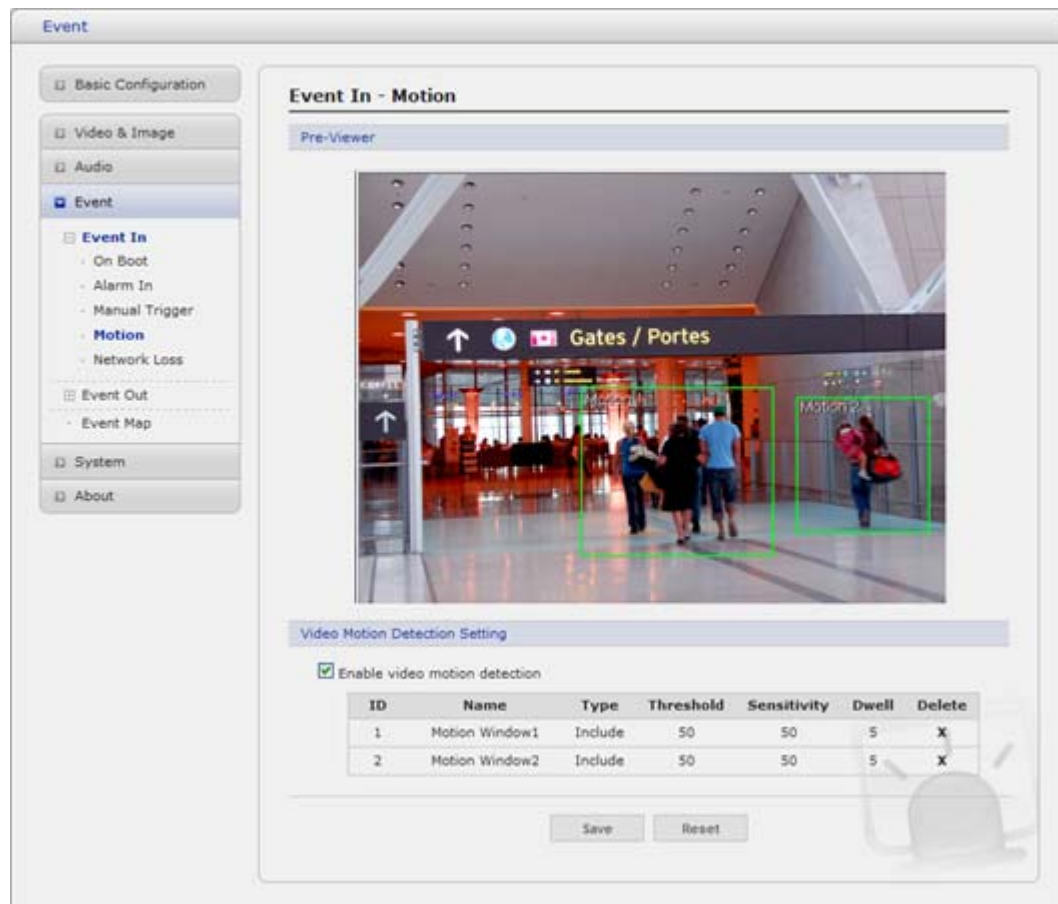 Event
Basic Configuration
Video & Image
Audio
Event
Event In
On Boot
Alarm In
Manual Trigger
Motion
Network Loss
Event Out
Event Map
System
About
Event In - Motion
Pre-Viewer
Gates / Portes
Motion 2
Video Motion Detection Setting
Enable video motion detection
ID Name Type Threshold Sensitivity Dwell Delete
1 Motion Window1 Include 50 50 5 X
2 Motion Window2 Include 50 50 5 X
Save Reset